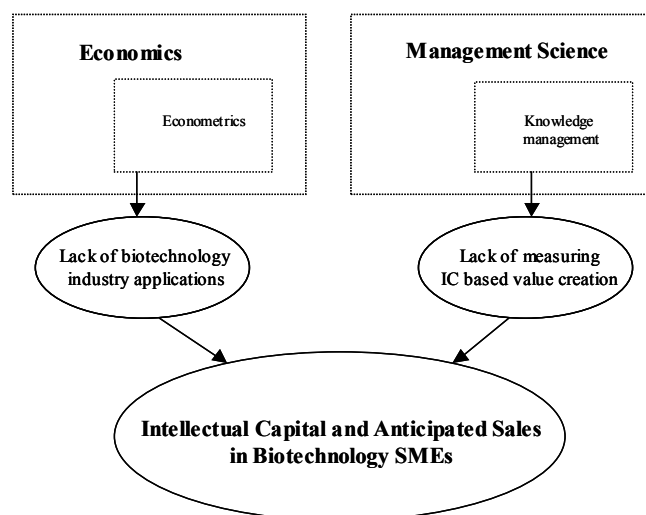 Economics
Econometrics
Management Science
Knowledge
management
Lack of biotechnology
industry applications
Lack of measuring
IC based value creation
Intellectual Capital and Anticipated Sales
in Biotechnology SMEs